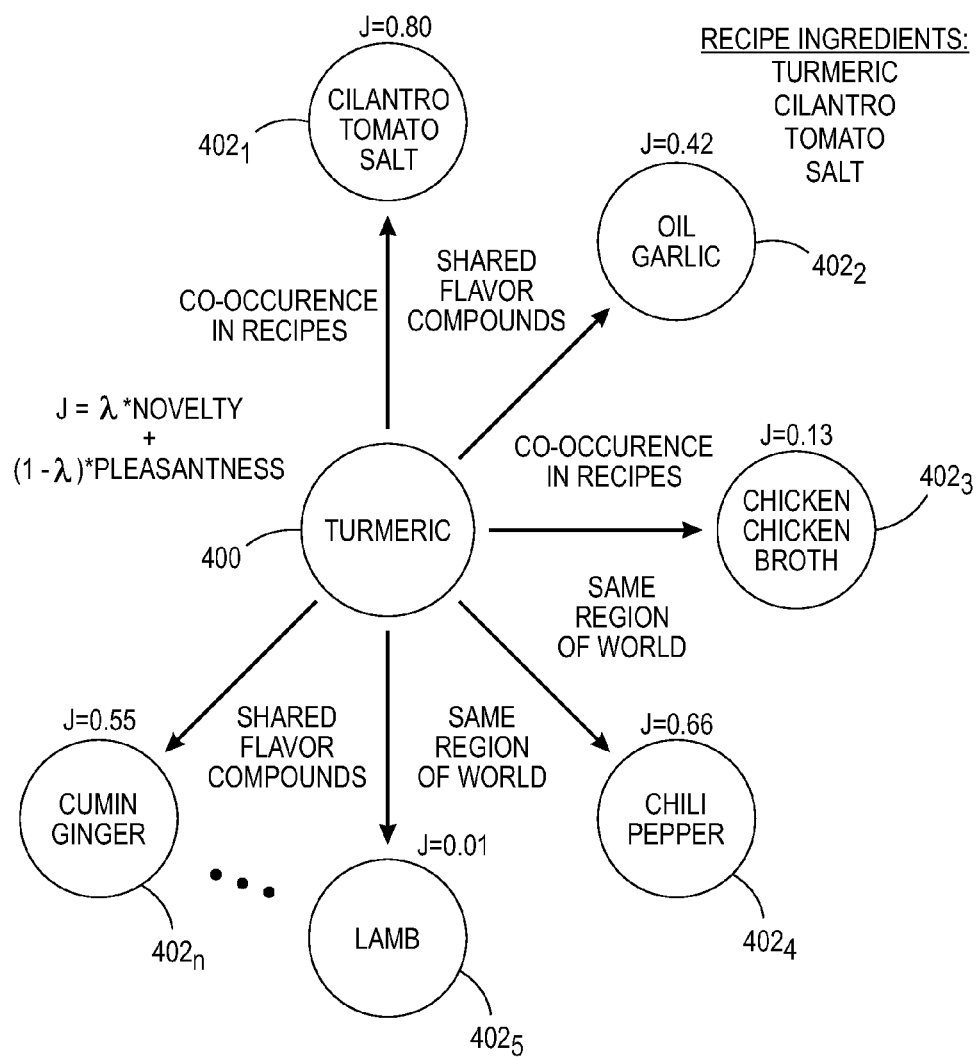 J=0.80
CILANTRO
TOMATO
SALT
402₁
RECIPE INGREDIENTS:
TURMERIC
CILANTRO
TOMATO
SALT
J=0.42
OIL
GARLIC
402₂
SHARED
FLAVOR
COMPOUNDS
CO-OCCURENCE
IN RECIPES
J = λ *NOVELTY
+
(1 - λ)*PLEASANTNESS
TURMERIC
400
CO-OCCURENCE
IN RECIPES
J=0.13
CHICKEN
CHICKEN
BROTH
402₃
SAME
REGION
OF WORLD
J=0.66
CHILI
PEPPER
402₄
SAME
REGION
OF WORLD
J=0.01
LAMB
402₅
SHARED
FLAVOR
COMPOUNDS
J=0.55
CUMIN
GINGER
402ₙ